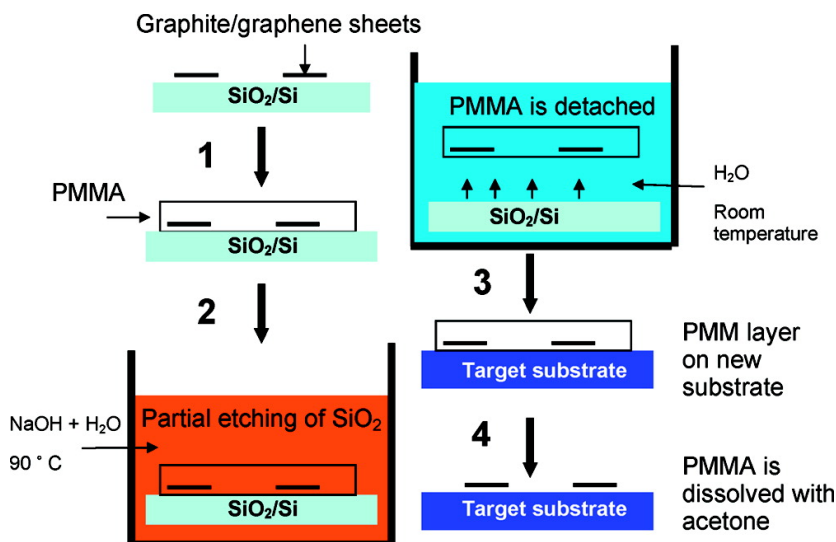 Graphite/graphene sheets
SiO₂/Si
1
PMMA
SiO₂/Si
2
NaOH + H₂O
90 ° C
Partial etching of SiO₂
SiO₂/Si
PMMA is detached
H₂O
Room
temperature
SiO₂/Si
3
PMM layer
on new
substrate
Target substrate
4
PMMA is
dissolved with
acetone
Target substrate